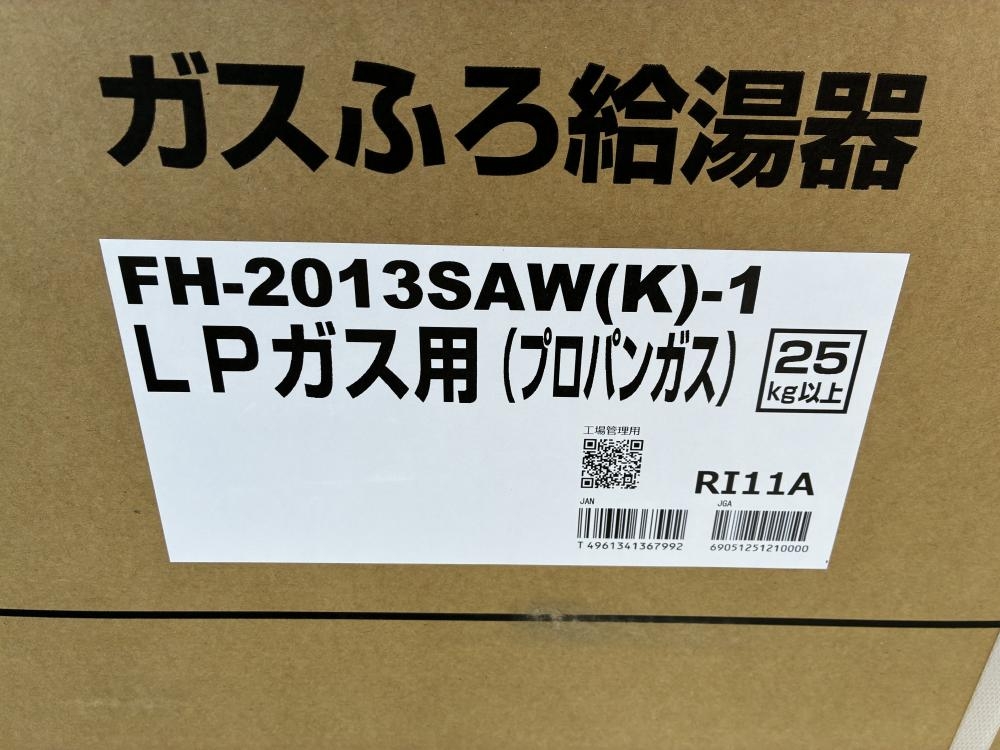 ガスふろ給湯器
FH-2013SAW(K)-1
LPガス用(プロパンガス)
25
kg以上
工場管理用
RI11A
JAN
JGA
T 4961341367992
69051251210000